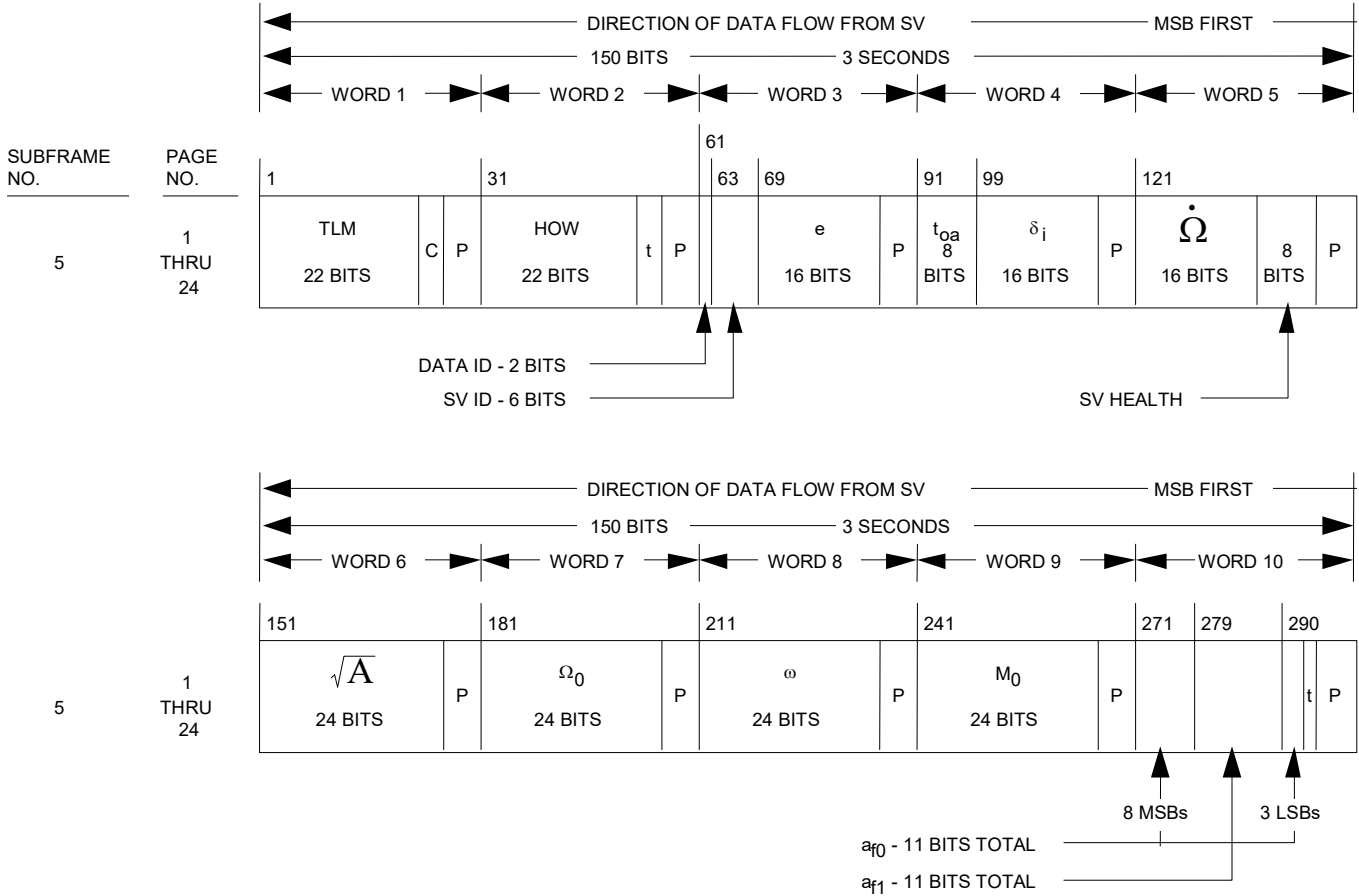 DIRECTION OF DATA FLOW FROM SV MSB FIRST
150 BITS 3 SECONDS
WORD 1 WORD 2 WORD 3 WORD 4 WORD 5
61
SUBFRAME NO. PAGE NO. 1 31 63 69 91 99 121
5 1 THRU 24
TLM 22 BITS C P HOW 22 BITS t P e 16 BITS P t_oa 8 BITS δ_i 16 BITS P Ω̇ 16 BITS 8 BITS P
DATA ID - 2 BITS
SV ID - 6 BITS SV HEALTH
DIRECTION OF DATA FLOW FROM SV MSB FIRST
150 BITS 3 SECONDS
WORD 6 WORD 7 WORD 8 WORD 9 WORD 10
151 181 211 241 271 279 290
5 1 THRU 24
√A 24 BITS P Ω0 24 BITS P ω 24 BITS P M0 24 BITS P t P
8 MSBs 3 LSBs
af0 - 11 BITS TOTAL
af1 - 11 BITS TOTAL